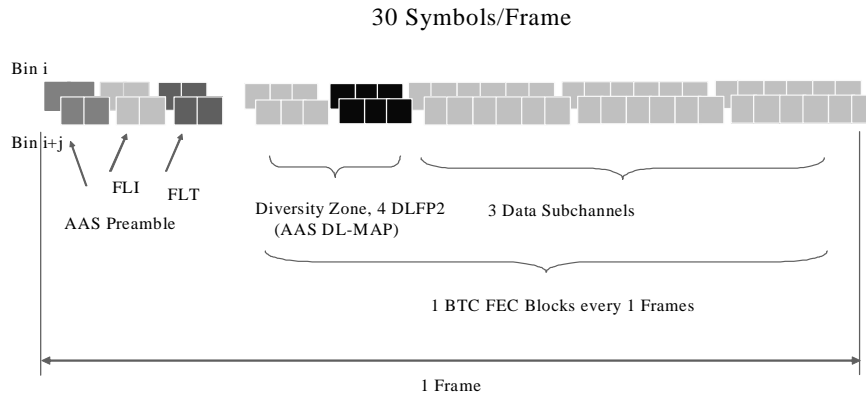 30 Symbols/Frame
Bin i
Bin i+j
FLI
FLT
AAS Preamble
Diversity Zone, 4 DLFP2
(AAS DL-MAP)
3 Data Subchannels
1 BTC FEC Blocks every 1 Frames
1 Frame